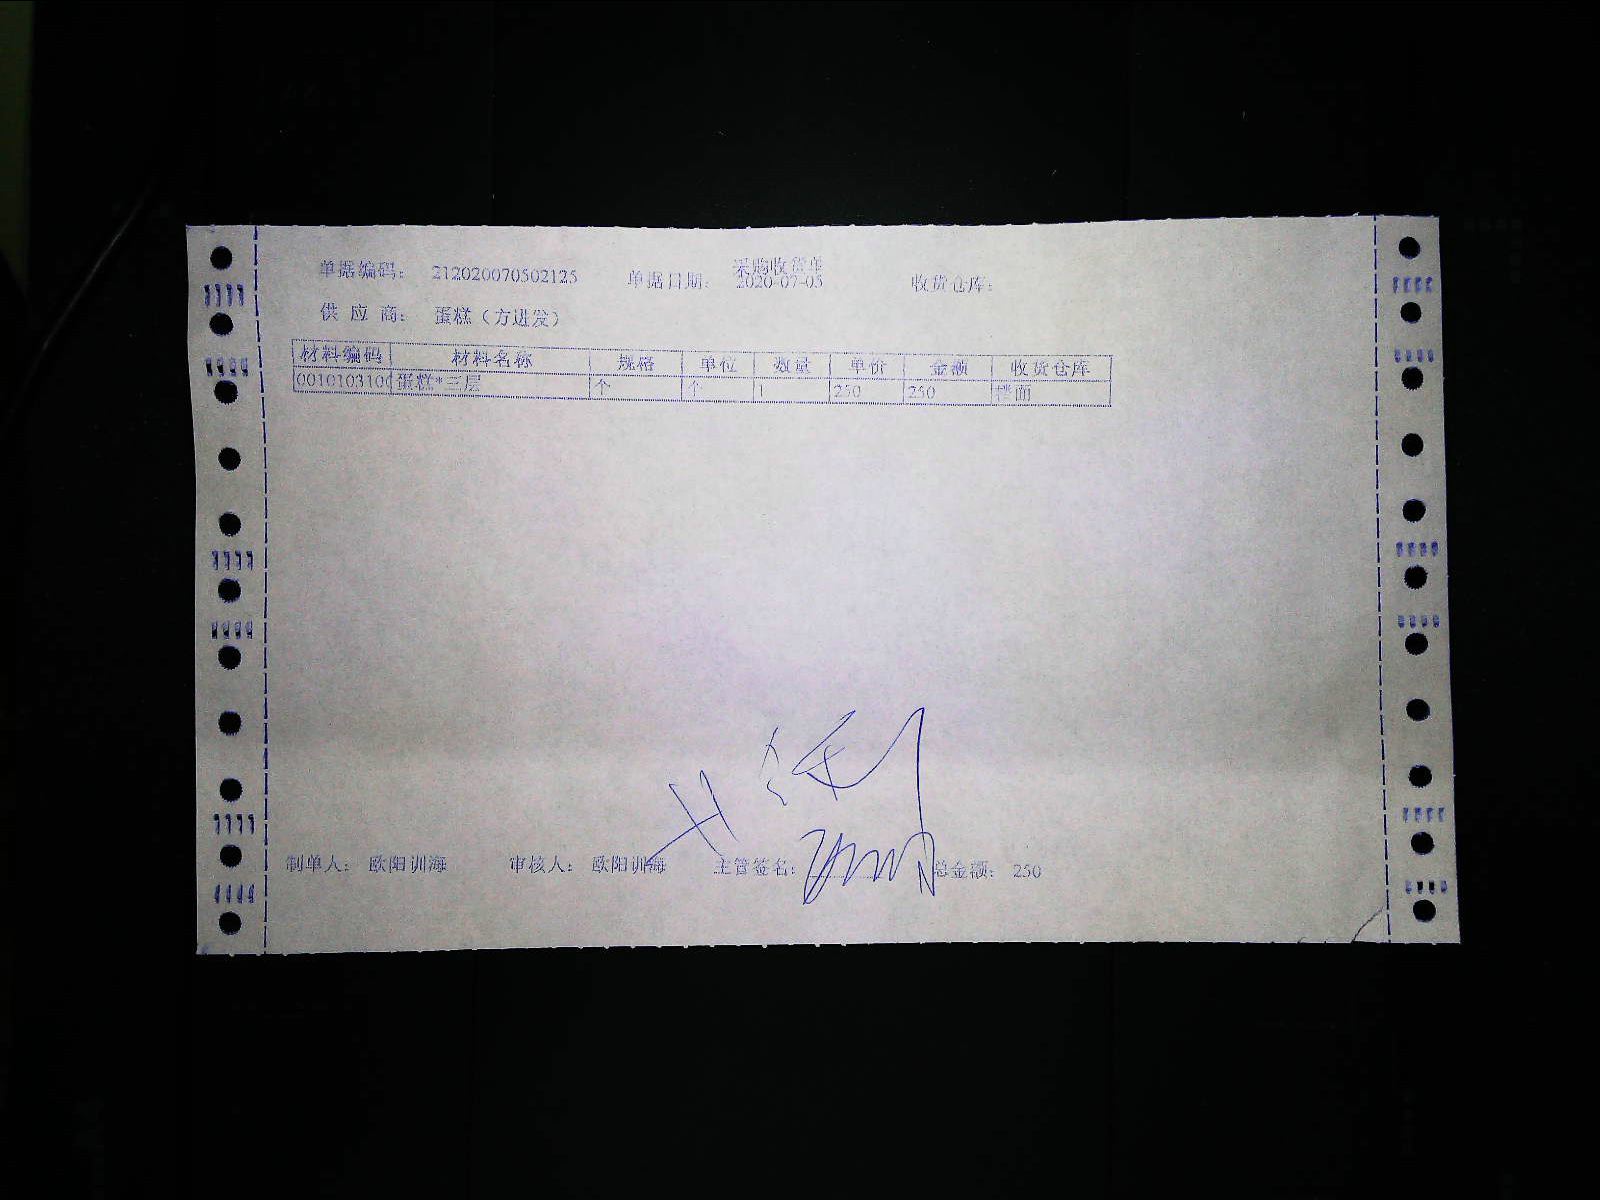 采购收货单
单据编码: 212020070502125 单据日期: 2020-07-05 收货仓库:
供应商: 蛋糕(方进发)
材料编码 材料名称 规格 单位 数量 单价 金额 收货仓库
0010103100 蛋糕*三层 个 个 1 250 250 楼面
制单人: 欧阳训海 审核人: 欧阳训海 主管签名: 总金额: 250